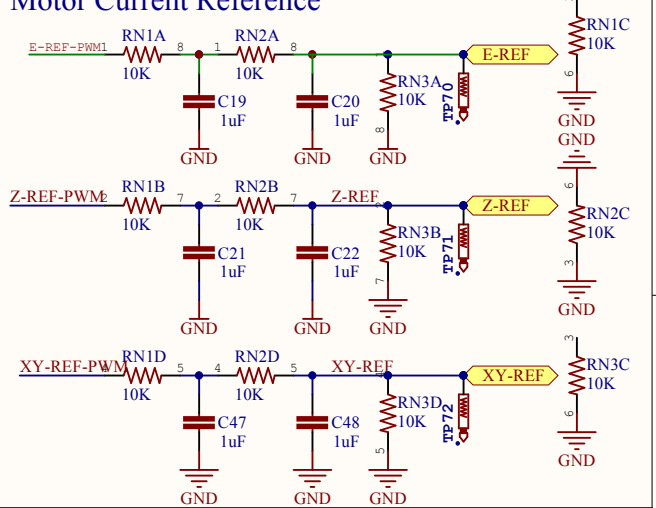 Motor Current Reference
E-REF-PWM 1 RN1A 8 1 RN2A 8 E-REF
10K 10K
C19 1uF
C20 1uF
RN3A 10K 8
TP70
GND GND GND
RN1C 10K 6
GND
Z-REF-PWM 2 RN1B 7 2 RN2B 7 Z-REF Z-REF
10K 10K
C21 1uF
C22 1uF
RN3B 10K 7
TP71
GND GND GND
GND
6 RN2C 10K 3
GND
XY-REF-PWM 4 RN1D 5 4 RN2D 5 XY-REF XY-REF
10K 10K
C47 1uF
C48 1uF
RN3D 10K 5
TP72
GND GND GND
3 RN3C 10K 6
GND